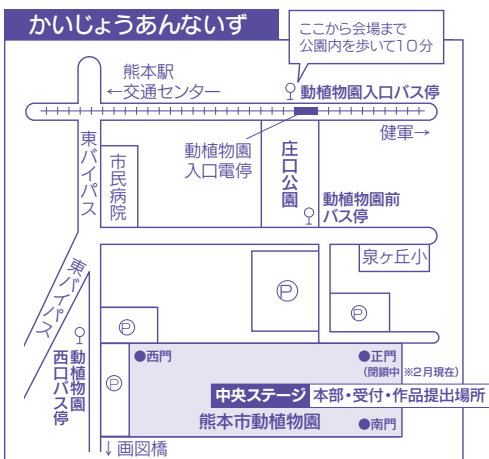 かいじょうあんないず
ここから会場まで
公園内を歩いて10分
熊本駅
←交通センター
動植物園入口バス停
健軍→
東バイパス
市民病院
動植物園
入口電停
庄口公園
動植物園前
バス停
泉ヶ丘小
東バイパス
動植物園
西口バス停
P
P
P
P
●西門
●正門
(閉鎖中 ※2月現在)
中央ステージ 本部・受付・作品提出場所
熊本市動植物園
●南門
↓画図橋